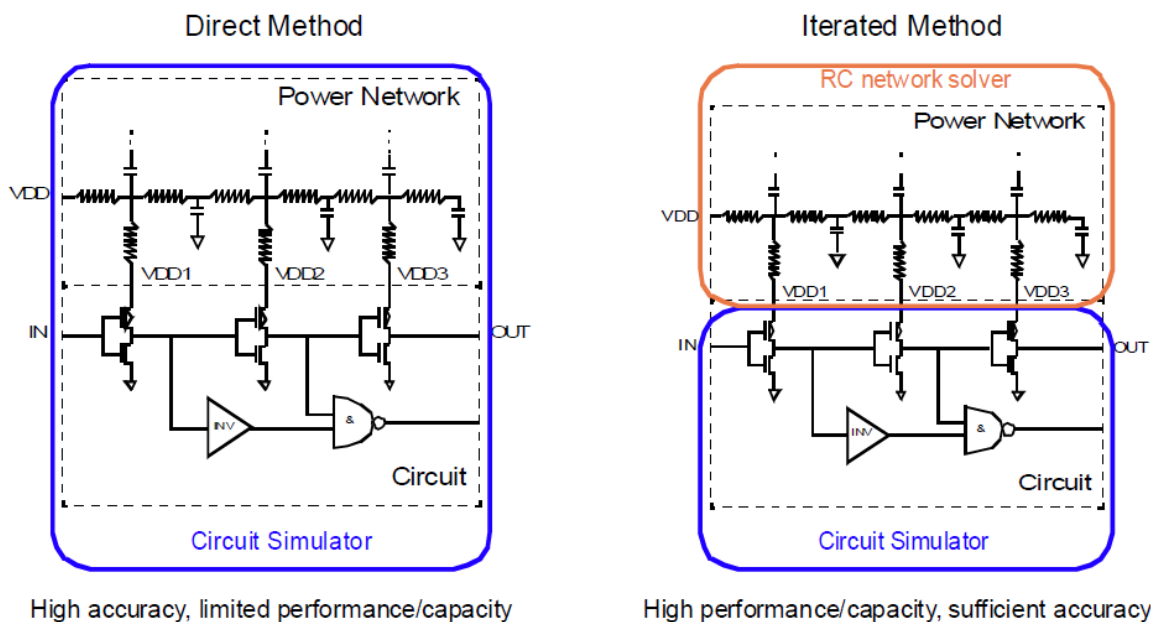 Direct Method
Power Network
VDD
VDD1
VDD2
VDD3
IN
OUT
INV
&
Circuit
Circuit Simulator
High accuracy, limited performance/capacity
Iterated Method
RC network solver
Power Network
VDD
VDD1
VDD2
VDD3
IN
OUT
INV
&
Circuit
Circuit Simulator
High performance/capacity, sufficient accuracy